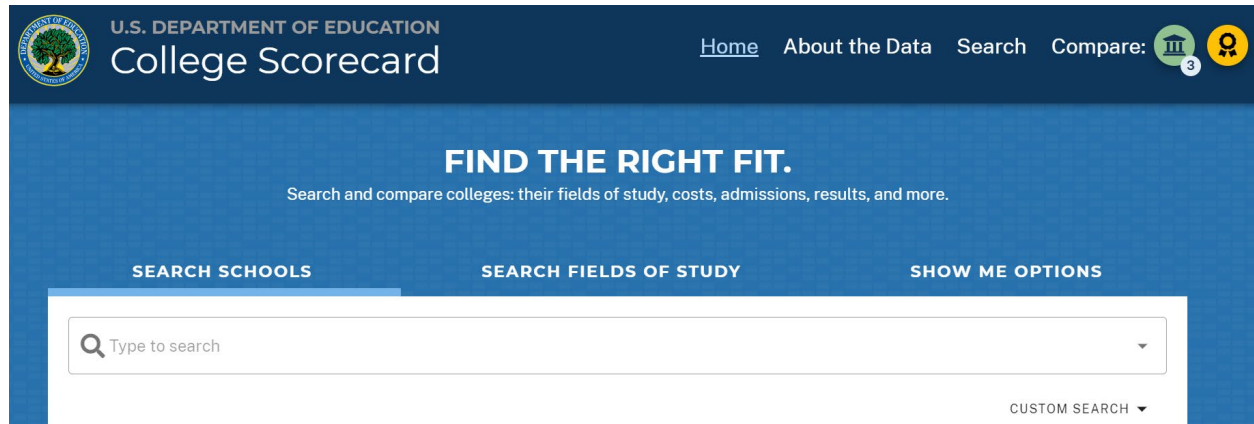 U.S. DEPARTMENT OF EDUCATION
College Scorecard
Home About the Data Search Compare: 3
FIND THE RIGHT FIT.
Search and compare colleges: their fields of study, costs, admissions, results, and more.
SEARCH SCHOOLS SEARCH FIELDS OF STUDY SHOW ME OPTIONS
Type to search
CUSTOM SEARCH